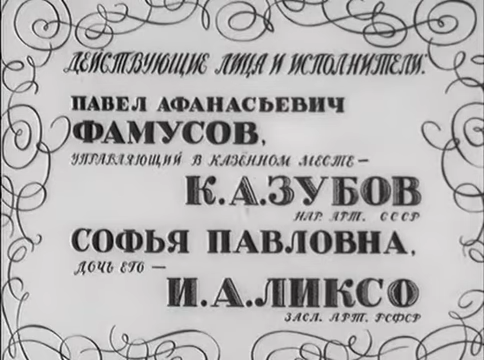 ДЕЙСТВУЮЩИЕ ЛИЦА И ИСПОЛНИТЕЛИ:
ПАВЕЛ АФАНАСЬЕВИЧ
ФАМУСОВ,
УПРАВЛЯЮЩИЙ В КАЗЕННОМ МЕСТЕ —
К.А.ЗУБОВ
НАР. АРТ. СССР
СОФЬЯ ПАВЛОВНА,
ДОЧЬ ЕГО —
И.А.ЛИКСО
ЗАСЛ. АРТ. РСФСР